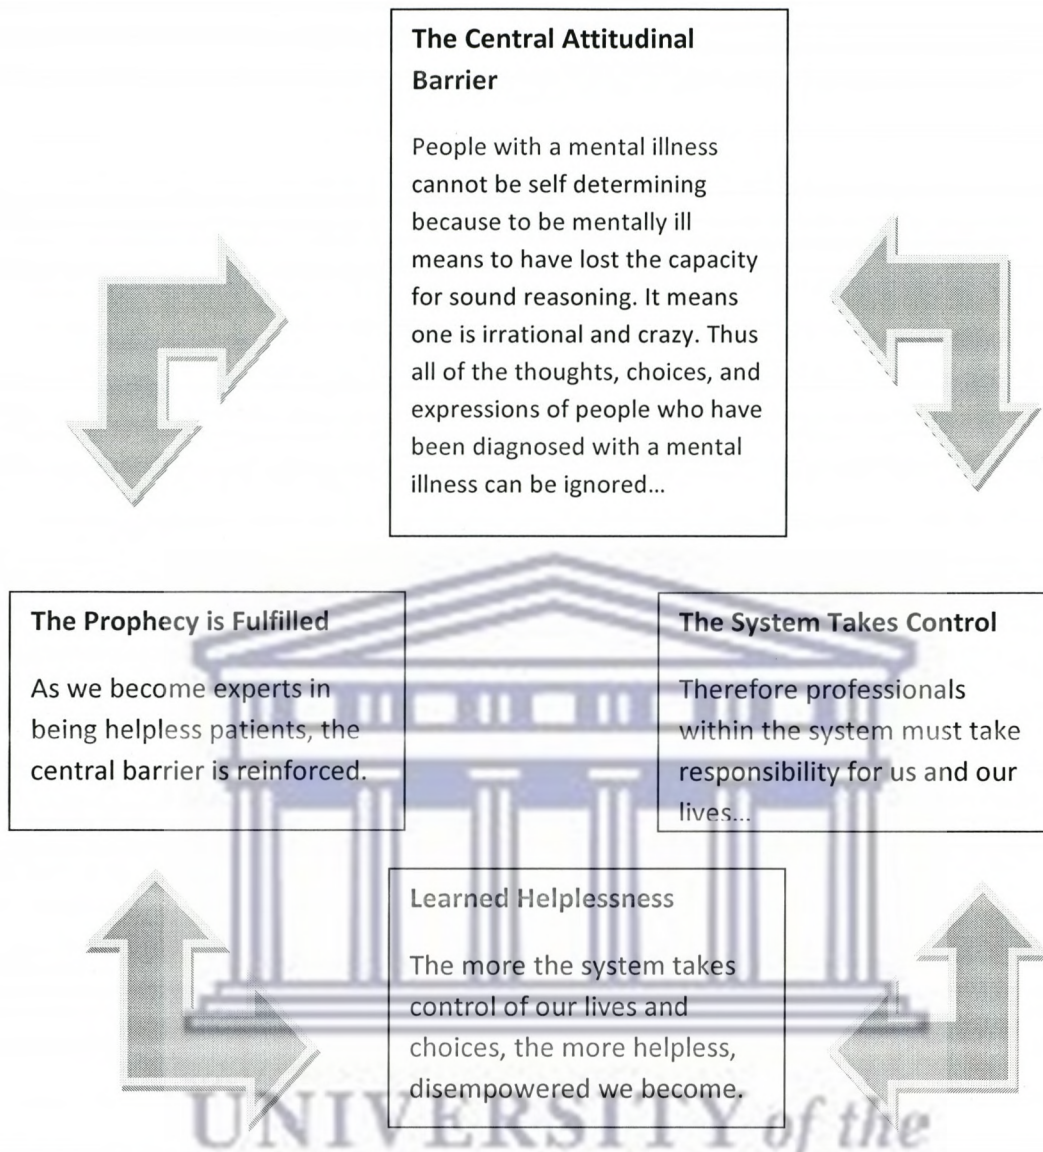 The Central Attitudinal
Barrier
People with a mental illness
cannot be self determining
because to be mentally ill
means to have lost the capacity
for sound reasoning. It means
one is irrational and crazy. Thus
all of the thoughts, choices, and
expressions of people who have
been diagnosed with a mental
illness can be ignored...
The Prophecy is Fulfilled
As we become experts in
being helpless patients, the
central barrier is reinforced.
The System Takes Control
Therefore professionals
within the system must take
responsibility for us and our
lives...
Learned Helplessness
The more the system takes
control of our lives and
choices, the more helpless,
disempowered we become.
UNIVERSITY of the